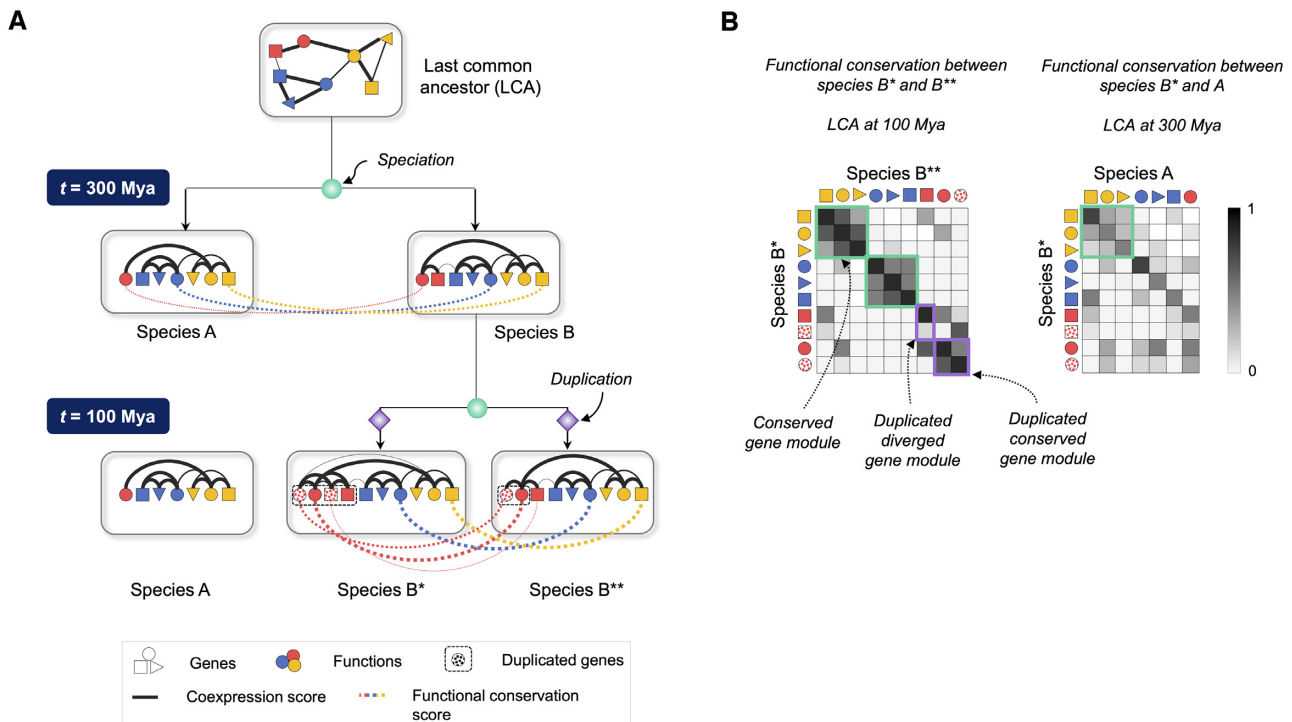 A
Last common
ancestor (LCA)
Speciation
t = 300 Mya
Species A
Species B
Duplication
t = 100 Mya
Species A
Species B*
Species B**
Genes
Functions
Duplicated genes
Coexpression score
Functional conservation
score
B
Functional conservation between
species B* and B**
LCA at 100 Mya
Species B**
Species B*
Conserved
gene module
Duplicated
diverged
gene module
Duplicated
conserved
gene module
Functional conservation between
species B* and A
LCA at 300 Mya
Species A
Species B*
1
0